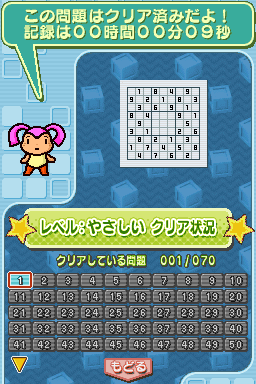 この問題はクリア済みだよ！
記録は００時間００分０９秒
レベル：やさしい クリア状況
クリアしている問題 001/070
1 2 3 4 5 6 7 8 9 10
11 12 13 14 15 16 17 18 19 20
21 22 23 24 25 26 27 28 29 30
31 32 33 34 35 36 37 38 39 40
41 42 43 44 45 46 47 48 49 50
もどる